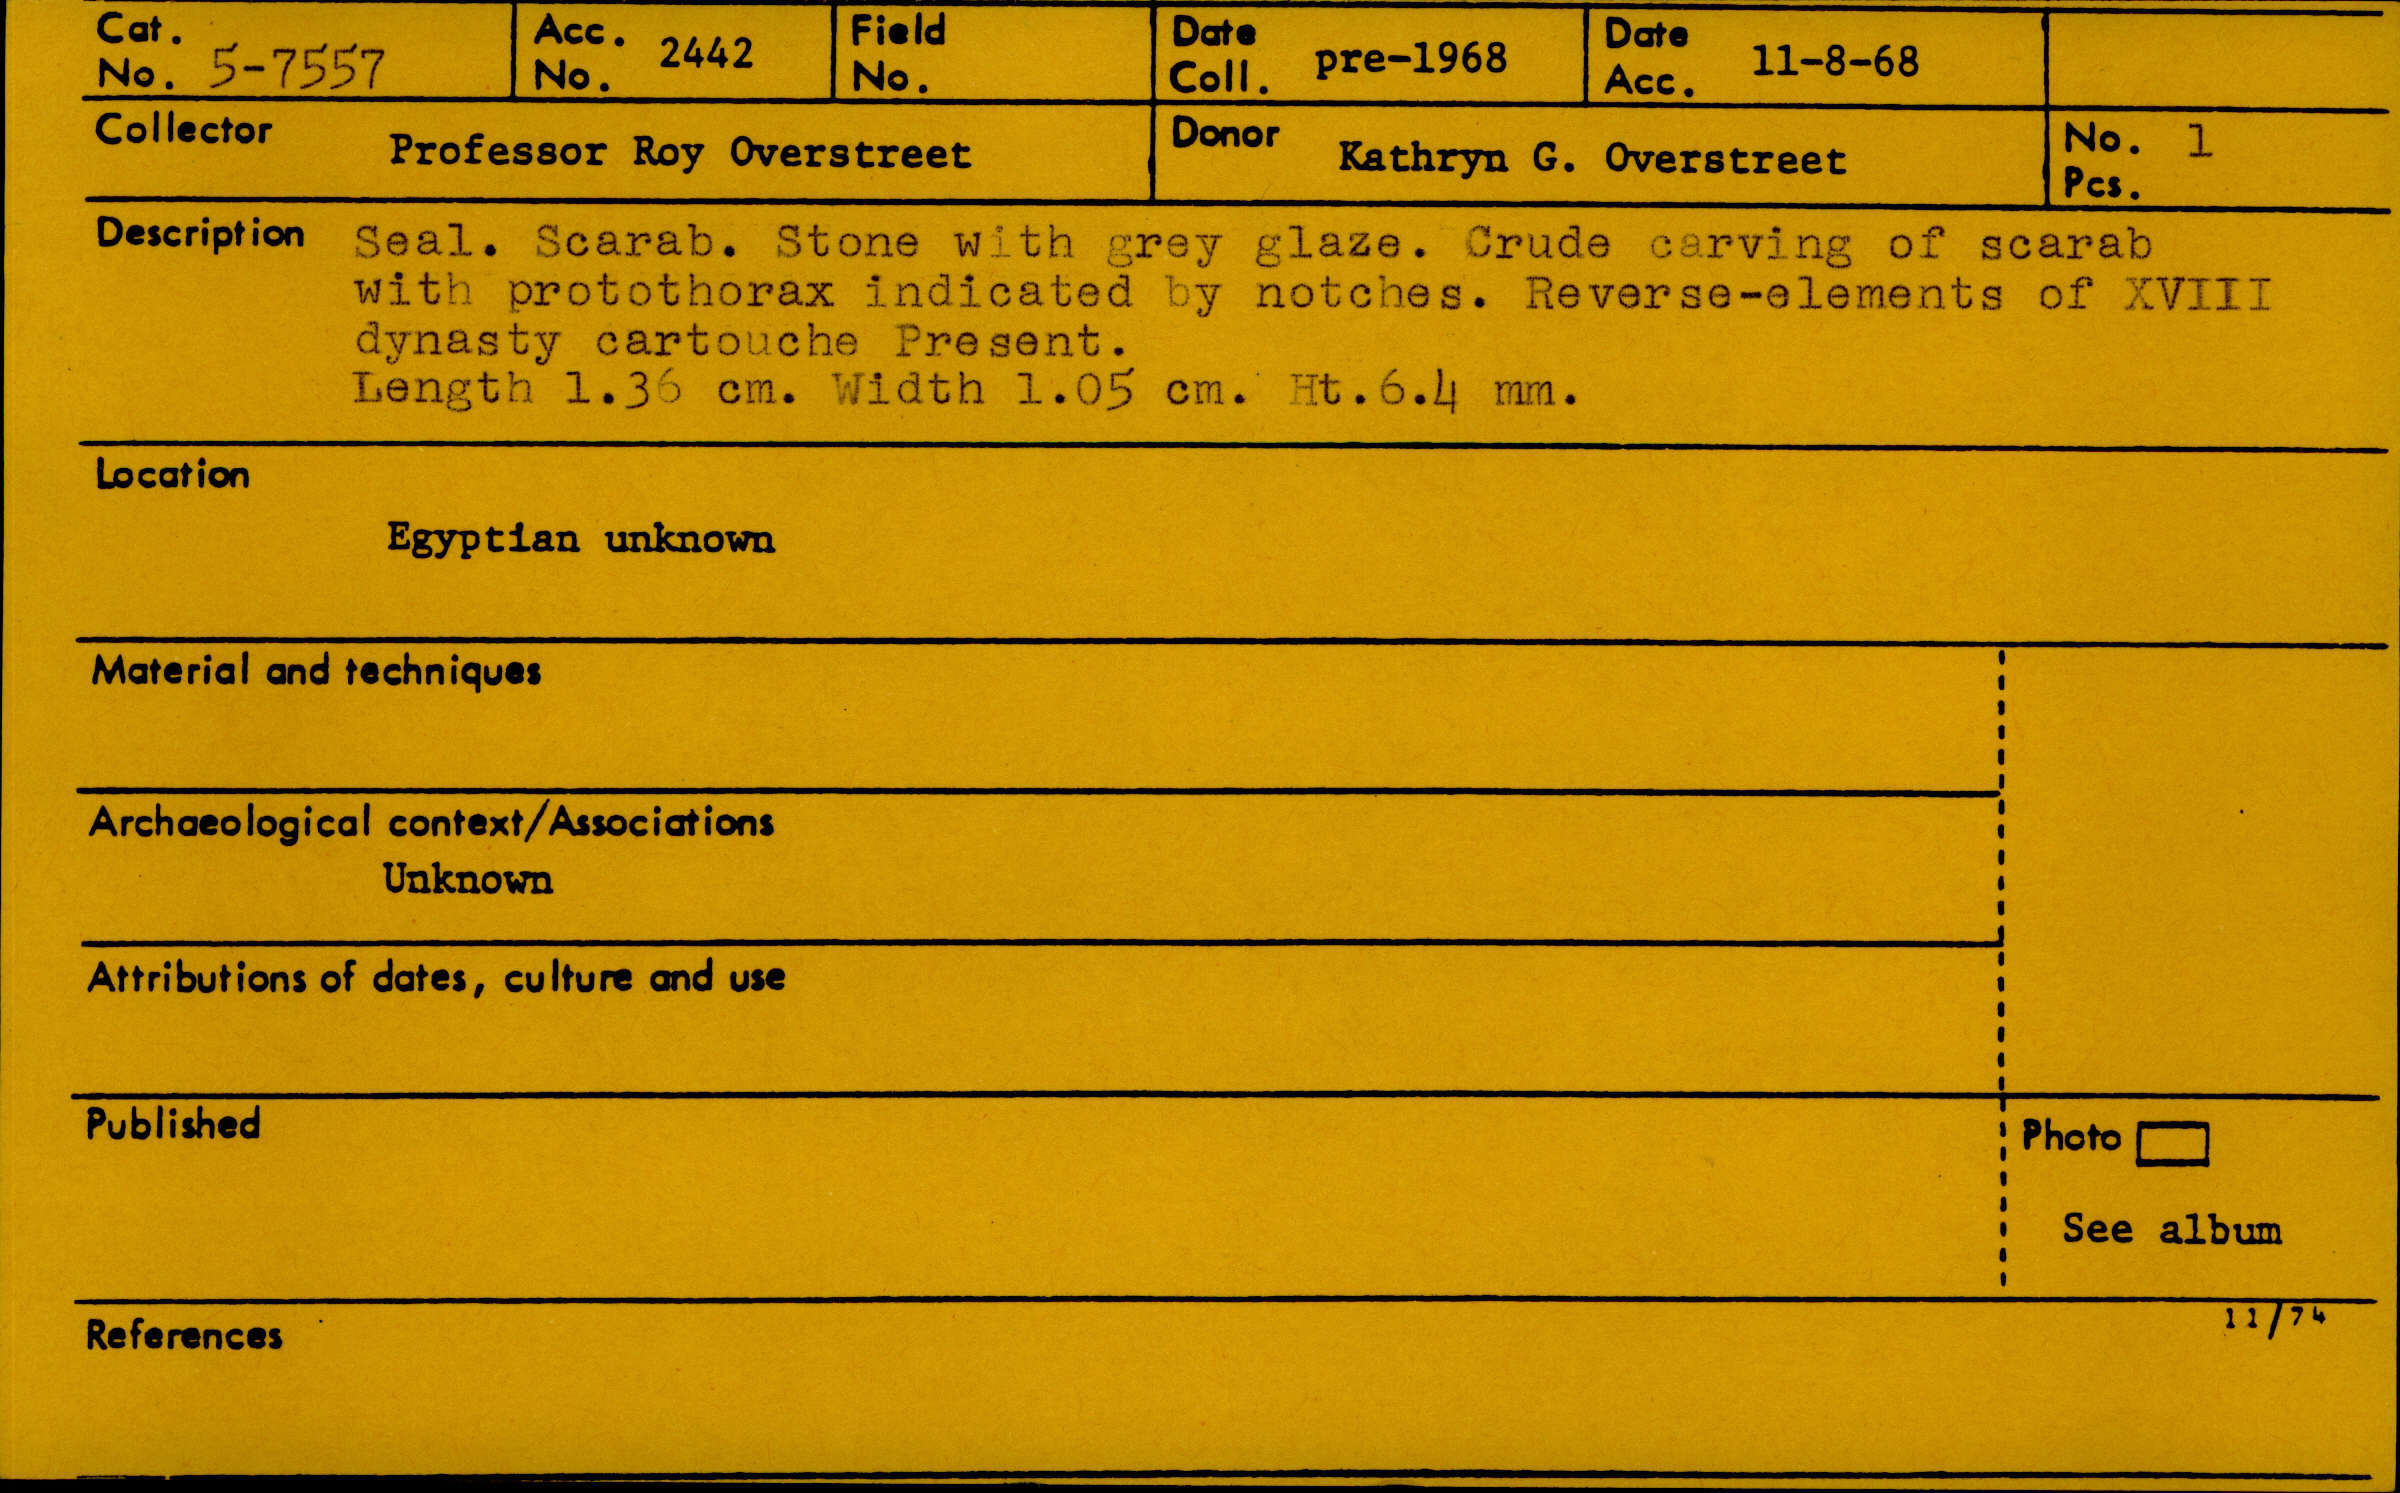 Cat. No. 5-7557 Acc. No. 2442 Field No. Date Coll. pre-1968 Date Acc. 11-8-68
Collector Professor Roy Overstreet Donor Kathryn G. Overstreet No. Pcs. 1
Description Seal. Scarab. Stone with grey glaze. Crude carving of scarab
with protothorax indicated by notches. Reverse-elements of XVIII
dynasty cartouche Present.
Length 1.36 cm. Width 1.05 cm. Ht.6.4 mm.
Location
Egyptian unknown
Material and techniques
Archaeological context/Associations
Unknown
Attributions of dates, culture and use
Published
Photo
See album
References
11/74